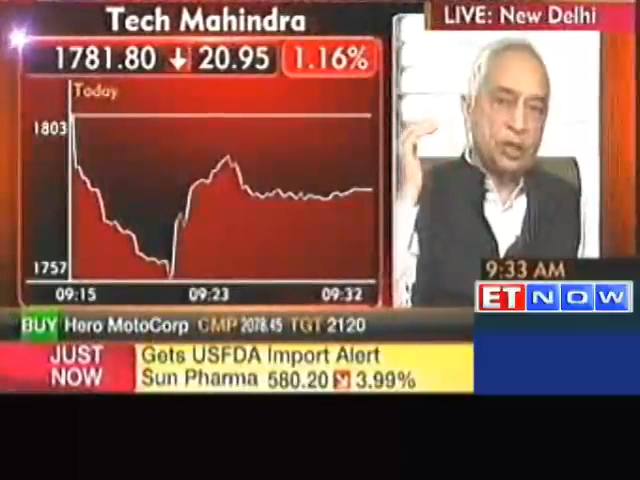 Tech Mahindra
LIVE: New Delhi
1781.80 20.95 1.16%
Today
1803
1757
09:15 09:23 09:32
9:33 AM
ET NOW
BUY Hero MotoCorp CMP 2078.45 TGT 2120
JUST NOW
Gets USFDA Import Alert
Sun Pharma 580.20 3.99%